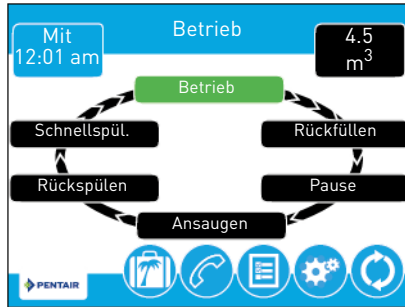 Betrieb
Mit
12:01 am
4.5
m³
Betrieb
Schnellspül.
Rückfüllen
Rückspülen
Pause
Ansaugen
PENTAIR